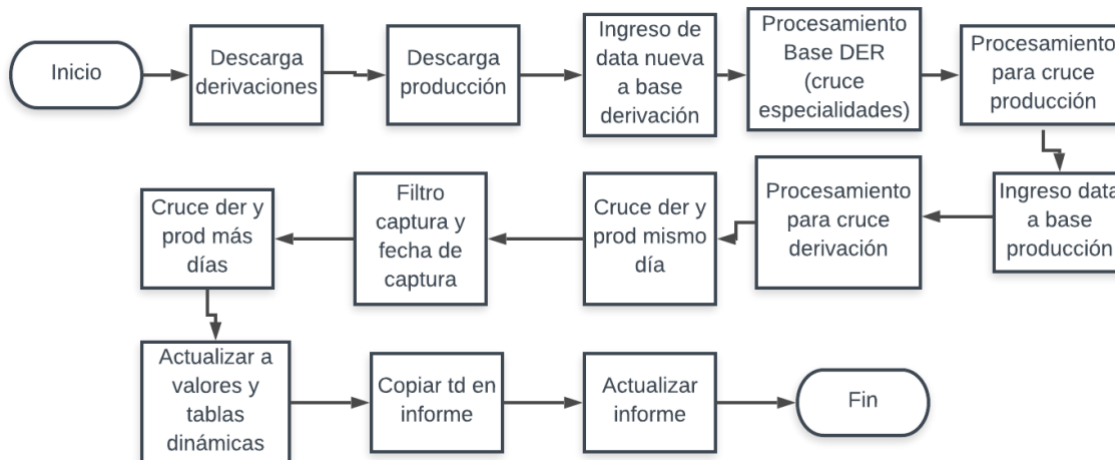 Inicio
Descarga
derivaciones
Descarga
producción
Ingreso de
data nueva
a base
derivación
Procesamiento
Base DER
(cruce
especialidades)
Procesamiento
para cruce
producción
Ingreso data
a base
producción
Procesamiento
para cruce
derivación
Cruce der y
prod mismo
día
Filtro
captura y
fecha de
captura
Cruce der y
prod más
días
Actualizar a
valores y
tablas
dinámicas
Copiar td en
informe
Actualizar
informe
Fin